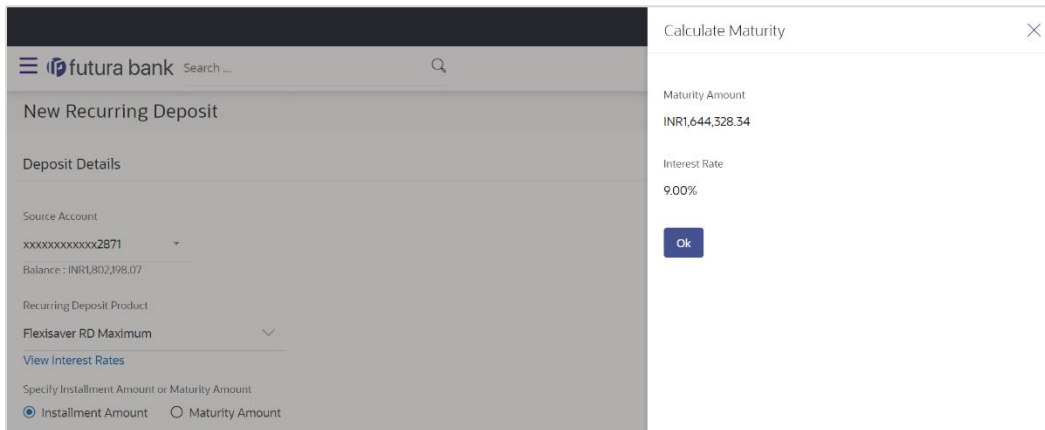 futura bank Search ...
New Recurring Deposit
Deposit Details
Source Account
xxxxxxxxxxxx2871
Balance : INR1,802,198.07
Recurring Deposit Product
Flexisaver RD Maximum
View Interest Rates
Specify Installment Amount or Maturity Amount
Installment Amount Maturity Amount
Calculate Maturity
Maturity Amount
INR1,644,328.34
Interest Rate
9.00%
Ok